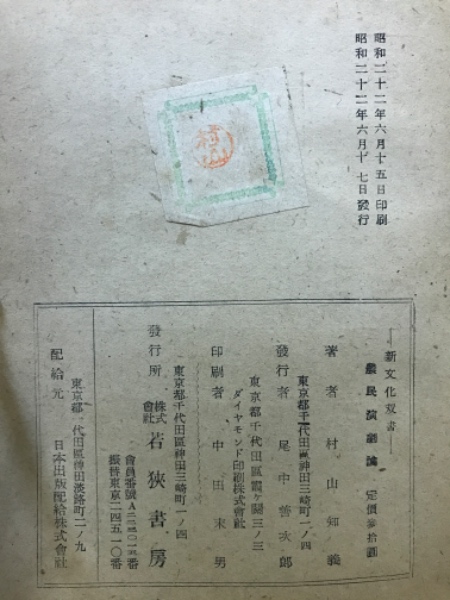 昭和二十二年六月十五日印刷
昭和二十二年六月十七日發行
村山
新文化叢書
農民演劇論 定價參拾圓
著者 村山知義
東京都千代田區神田三崎町一ノ四
發行者 尾中善次郎
東京都千代田區霞ヶ關三ノ三
ダイヤモンド印刷株式會社
印刷者 中田末男
東京都千代田區神田三崎町一ノ四
發行所 株式會社 若狹書房
會員番號A二二三〇一三番
振替東京二四五一〇番
東京都 代田區神田淡路町二ノ九
配給元 日本出版配給株式會社